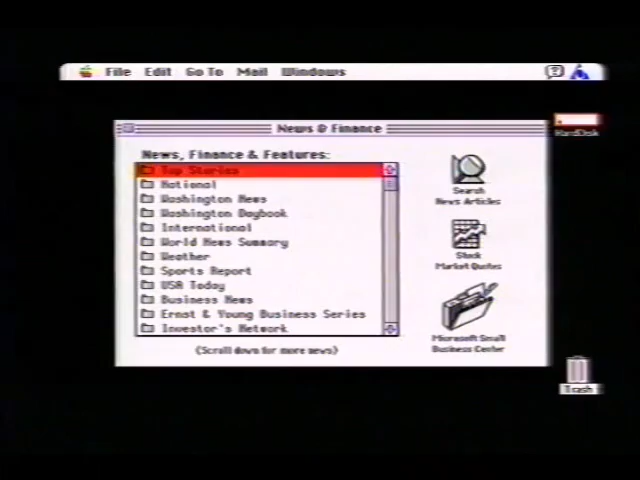 File Edit Go To Mail Windows
News & Finance
HardDisk
News, Finance & Features:
Top Stories
National
Washington News
Washington Daybook
International
World News Summary
Weather
Sports Report
USA Today
Business News
Ernst & Young Business Series
Investor's Network
(Scroll down for more news)
Search
News Articles
Stock
Market Quotes
Microsoft Small
Business Center
Trash